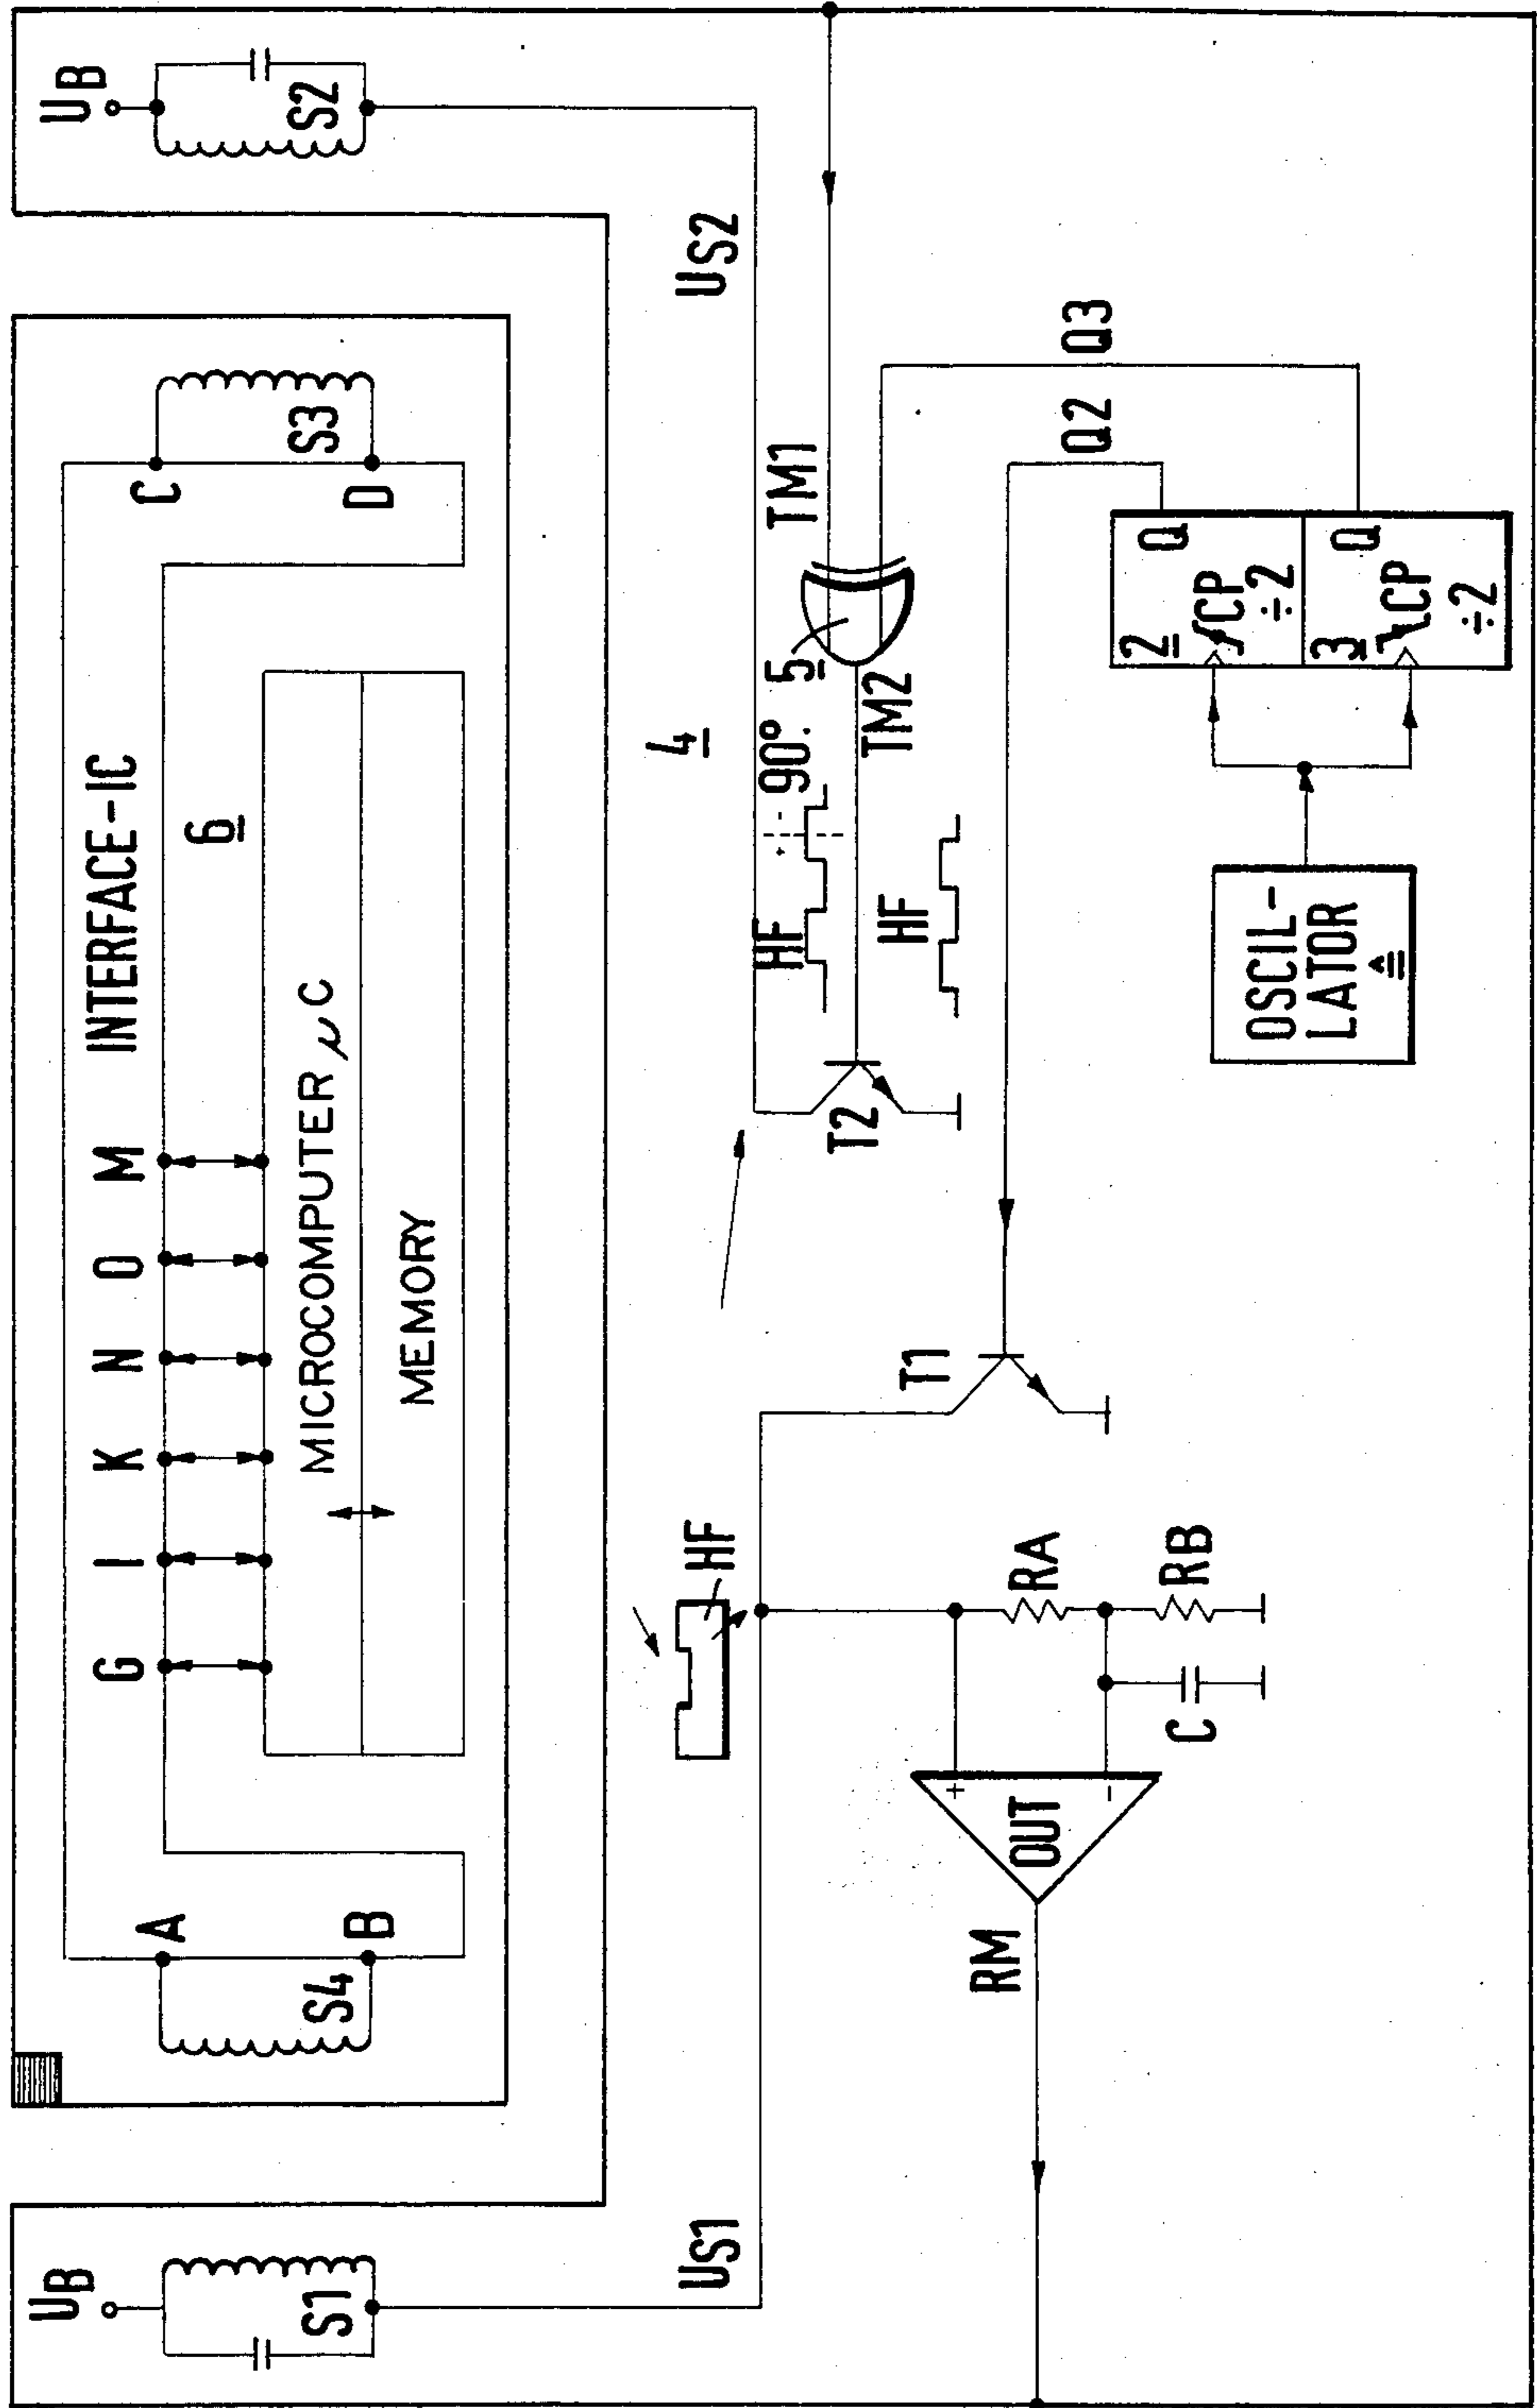 UB
S1
US1
RM
A
B
S4
G I K N O M
INTERFACE-IC
6
MICROCOMPUTER µC
MEMORY
C
D
S3
UB
S2
US2
4
HF
OUT
+
-
C
RA
RB
T1
T2
HF
+ -
90°
HF
5
TM1
TM2
Q2
Q3
OSCIL-
LATOR
2
CP
÷2
Q
3
CP
÷2
Q